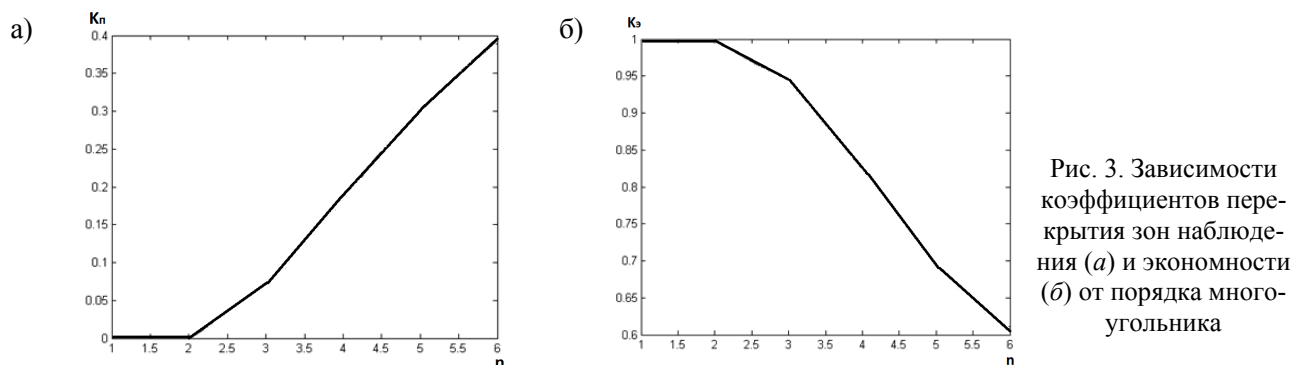 а)
Kп
0.4
0.35
0.3
0.25
0.2
0.15
0.1
0.05
0
1 1.5 2 2.5 3 3.5 4 4.5 5 5.5 6
n
б)
Kэ
1
0.95
0.9
0.85
0.8
0.75
0.7
0.65
0.6
1 1.5 2 2.5 3 3.5 4 4.5 5 5.5 6
n
Рис. 3. Зависимости
коэффициентов пере-
крытия зон наблюде-
ния (а) и экономности
(б) от порядка много-
угольника